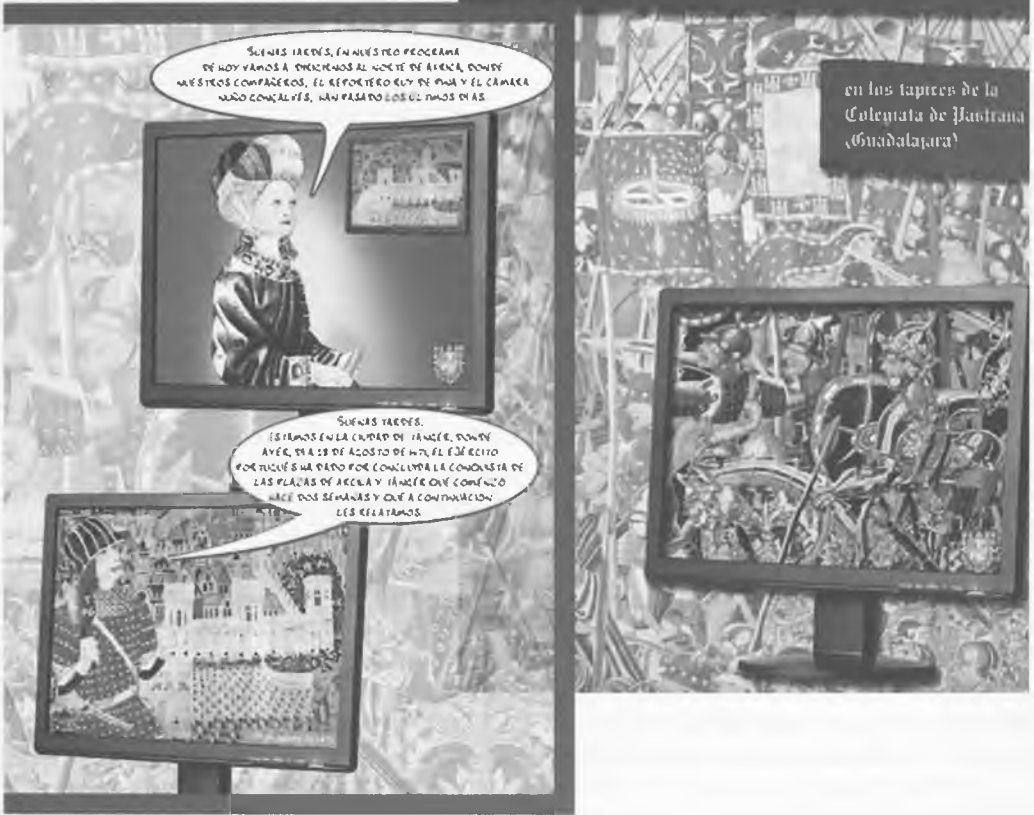 BUENAS TARDES, EN NUESTRO PROGRAMA
DE HOY VAMOS A DIRIGIRNOS AL NORTE DE ÁFRICA, DONDE
NUESTROS COMPAÑEROS, EL REPORTERO RUY DE PINA Y EL CÁMARA
NUÑO GONÇALVES, HAN PASADO LOS ÚLTIMOS DÍAS.
BUENAS TARDES.
ESTAMOS EN LA CIUDAD DE TÁNGER, DONDE
AYER, DÍA 28 DE AGOSTO DE 1471, EL EJÉRCITO
PORTUGUÉS HA DADO POR CONCLUIDA LA CONQUISTA DE
LAS PLAZAS DE ARCILA Y TÁNGER QUE COMENZÓ
HACE DOS SEMANAS Y QUE A CONTINUACIÓN
LES RELATAMOS.
en los tapices de la
Colegiata de Pastrana
(Guadalajara)